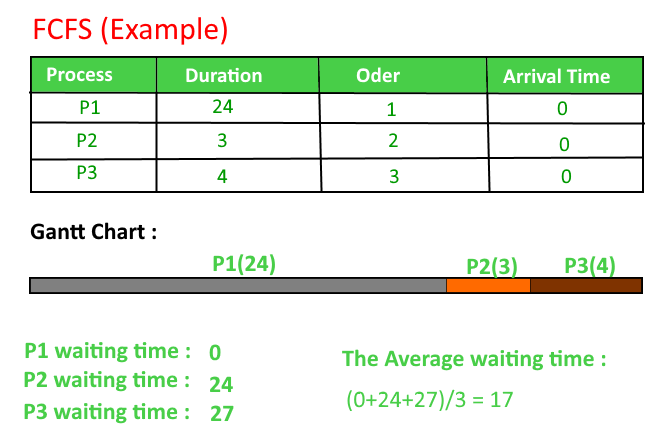 FCFS (Example)
Process Duration Oder Arrival Time
P1 24 1 0
P2 3 2 0
P3 4 3 0
Gantt Chart :
P1(24) P2(3) P3(4)
P1 waiting time : 0
P2 waiting time : 24
P3 waiting time : 27
The Average waiting time :
(0+24+27)/3 = 17